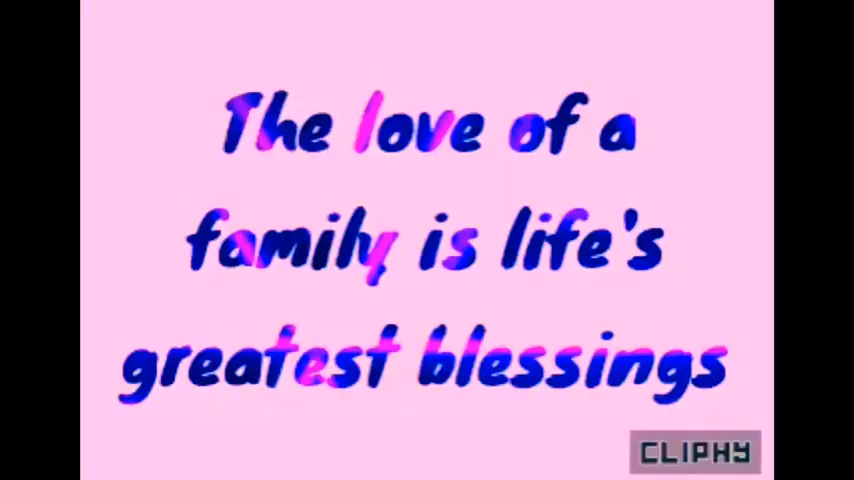 The love of a
family is life's
greatest blessings
CLIPHY